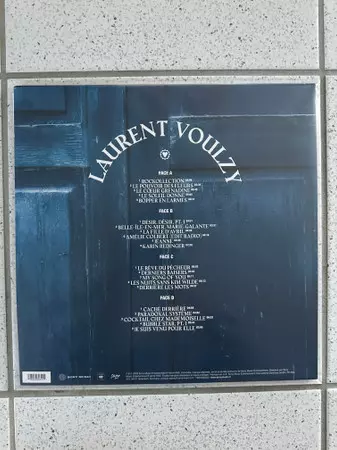 LAURENT VOULZY
FACE A
ROCKOLLECTION
LE POUVOIR DES FLEURS
LE CŒUR GRENADINE
LE SOLEIL DONNE
BOPPER EN LARMES
FACE B
DÉSIR, DÉSIR, PT. 1
BELLE-ÎLE-EN-MER, MARIE-GALANTE
LA FILLE D'AVRIL
AMÉLIE COLBERT (EDIT RADIO)
JEANNE
KARIN REDINGER
FACE C
LE RÊVE DU PÊCHEUR
DERNIERS BAISERS
MY SONG OF YOU
LES NUITS SANS KIM WILDE
DERRIÈRE LES MOTS
FACE D
CACHÉ DERRIÈRE
PARADOXAL SYSTÈME
COCKTAIL CHEZ MADEMOISELLE
BUBBLE STAR, PT. 1
JE SUIS VENU POUR ELLE